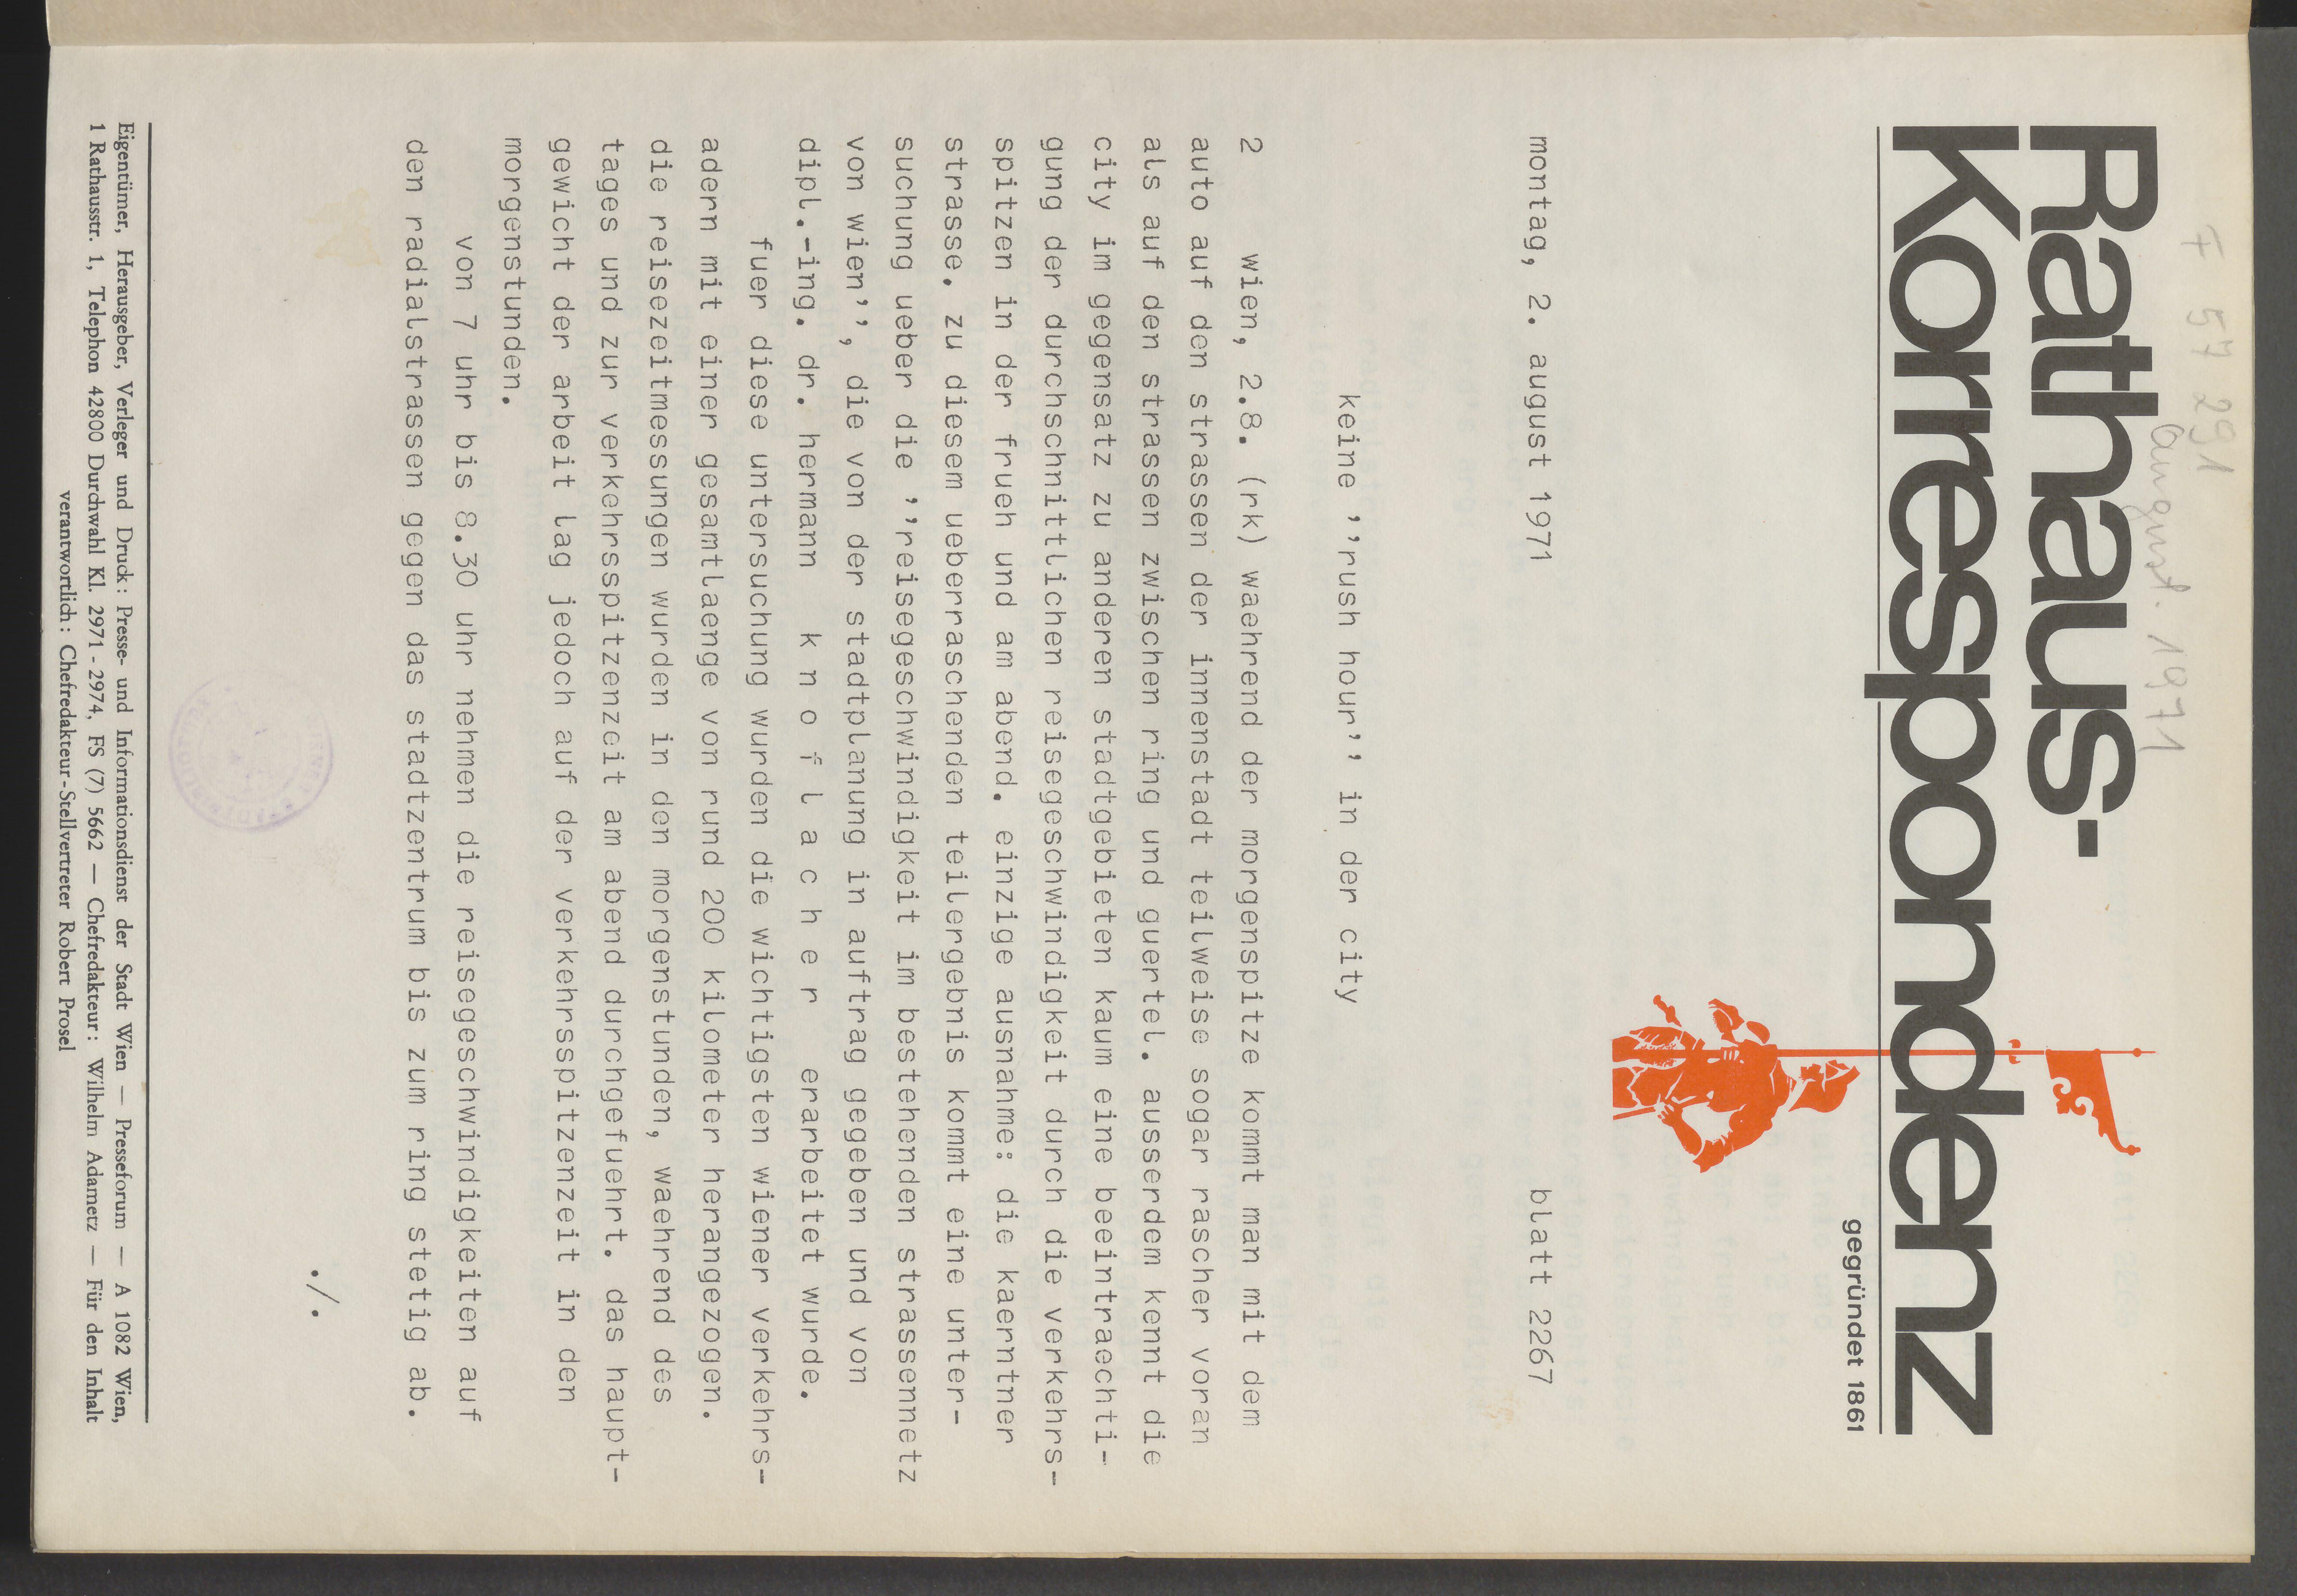 F 57 291
August. 1971
Rathaus-
Korrespondenz
gegründet 1861
montag, 2. august 1971 blatt 2267
keine ''rush hour'' in der city
2 wien, 2.8. (rk) waehrend der morgenspitze kommt man mit dem
auto auf den strassen der innenstadt teilweise sogar rascher voran
als auf den strassen zwischen ring und guertel. ausserdem kennt die
city im gegensatz zu anderen stadtgebieten kaum eine beeintraechti-
gung der durchschnittlichen reisegeschwindigkeit durch die verkehrs-
spitzen in der frueh und am abend. einzige ausnahme: die kaerntner
strasse. zu diesem ueberraschenden teilergebnis kommt eine unter-
suchung ueber die ''reisegeschwindigkeit im bestehenden strassennetz
von wien'', die von der stadtplanung in auftrag gegeben und von
dipl.-ing. dr. hermann k n o f l a c h e r erarbeitet wurde.
fuer diese untersuchung wurden die wichtigsten wiener verkehrs-
adern mit einer gesamtlaenge von rund 200 kilometer herangezogen.
die reisezeitmessungen wurden in den morgenstunden, waehrend des
tages und zur verkehrsspitzenzeit am abend durchgefuehrt. das haupt-
gewicht der arbeit lag jedoch auf der verkehrsspitzenzeit in den
morgenstunden.
von 7 uhr bis 8.30 uhr nehmen die reisegeschwindigkeiten auf
den radialstrassen gegen das stadtzentrum bis zum ring stetig ab.
./.
Eigentümer, Herausgeber, Verleger und Druck: Presse- und Informationsdienst der Stadt Wien — Presseforum — A 1082 Wien,
1 Rathausstr. 1, Telephon 42800 Durchwahl Kl. 2971 - 2974, FS (7) 5662 — Chefredakteur: Wilhelm Adametz — Für den Inhalt
verantwortlich: Chefredakteur-Stellvertreter Robert Prosel